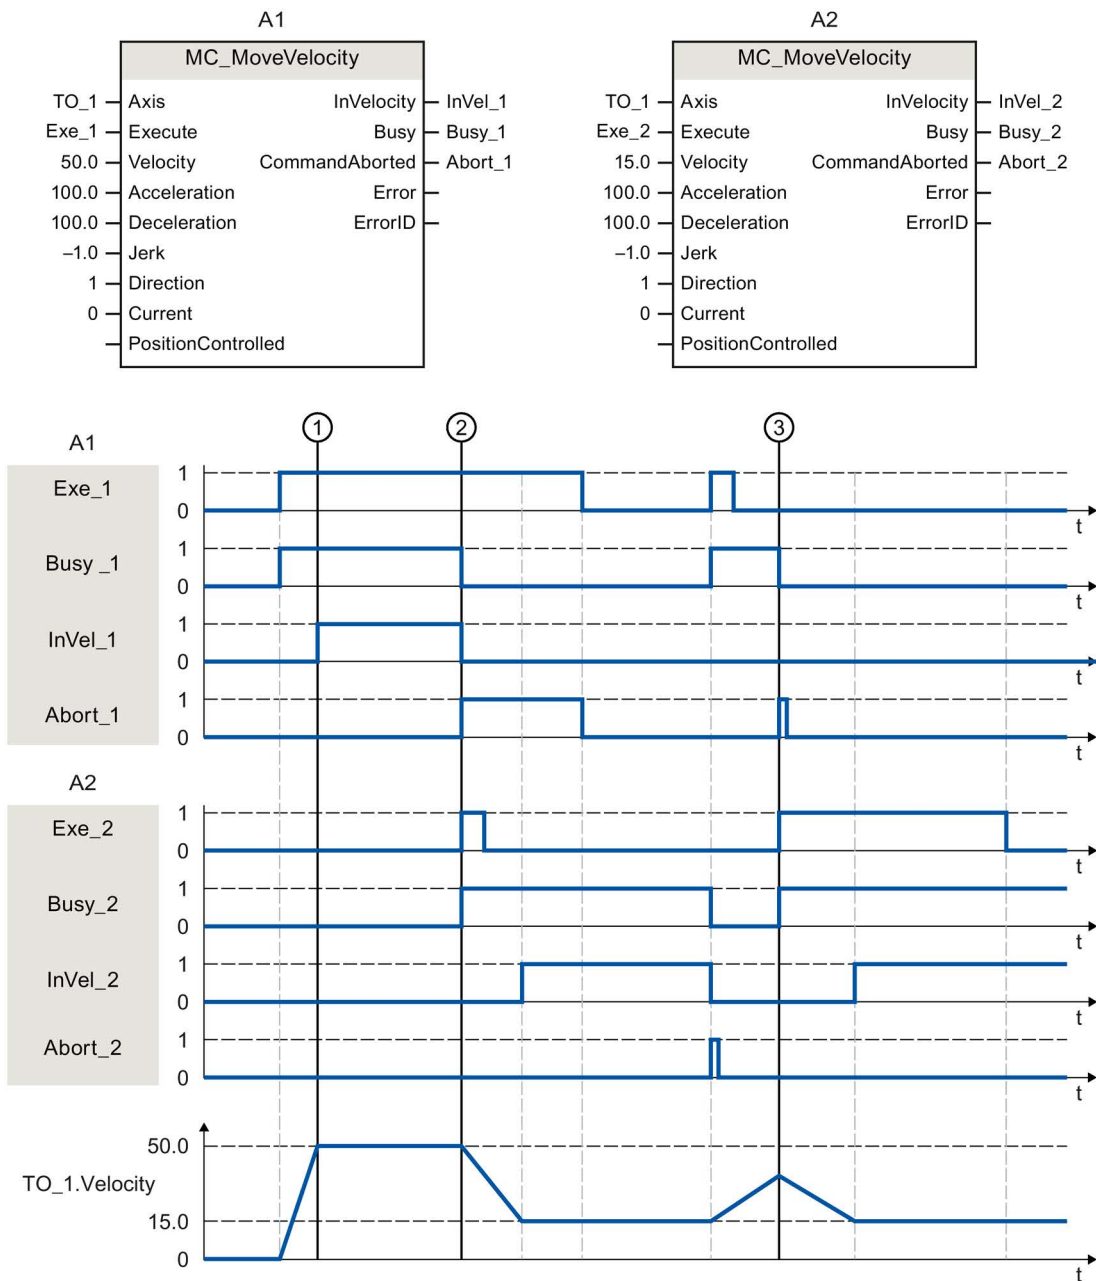 A1 A2
MC_MoveVelocity MC_MoveVelocity
TO_1 Axis InVelocity InVel_1 TO_1 Axis InVelocity InVel_2
Exe_1 Execute Busy Busy_1 Exe_2 Execute Busy Busy_2
50.0 Velocity CommandAborted Abort_1 15.0 Velocity CommandAborted Abort_2
100.0 Acceleration Error 100.0 Acceleration Error
100.0 Deceleration ErrorID 100.0 Deceleration ErrorID
–1.0 Jerk –1.0 Jerk
1 Direction 1 Direction
0 Current 0 Current
PositionControlled PositionControlled
1 2 3
A1
1
Exe_1
0
t
1
Busy _1
0
t
1
InVel_1
0
t
1
Abort_1
0
t
A2
1
Exe_2
0
t
1
Busy_2
0
t
1
InVel_2
0
t
1
Abort_2
0
t
50.0
TO_1.Velocity
15.0
0
t